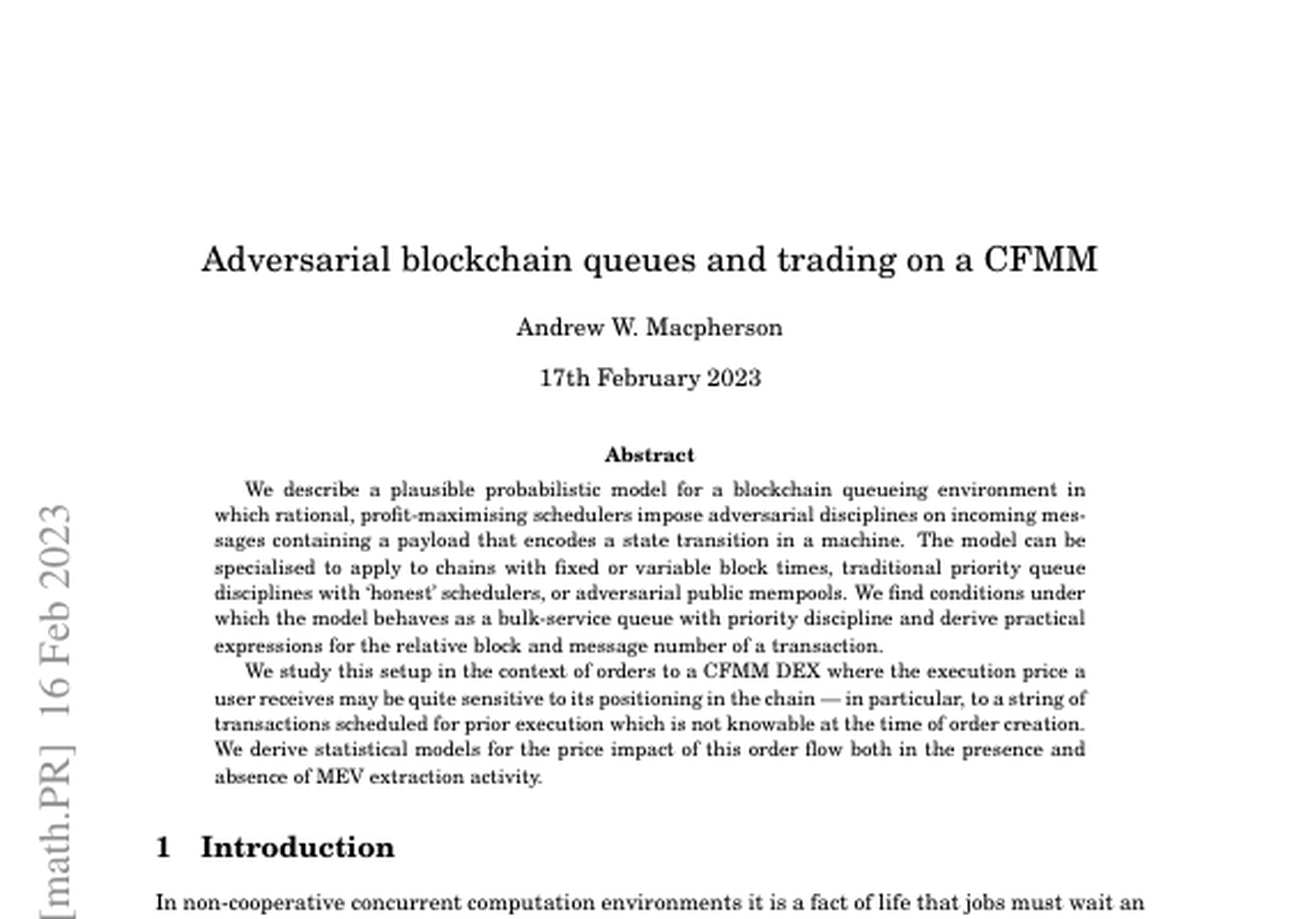 Adversarial blockchain queues and trading on a CFMM
Andrew W. Macpherson
17th February 2023
Abstract
We describe a plausible probabilistic model for a blockchain queueing environment in
which rational, profit-maximising schedulers impose adversarial disciplines on incoming mes-
sages containing a payload that encodes a state transition in a machine. The model can be
specialised to apply to chains with fixed or variable block times, traditional priority queue
disciplines with ‘honest’ schedulers, or adversarial public mempools. We find conditions under
which the model behaves as a bulk-service queue with priority discipline and derive practical
expressions for the relative block and message number of a transaction.
We study this setup in the context of orders to a CFMM DEX where the execution price a
user receives may be quite sensitive to its positioning in the chain — in particular, to a string of
transactions scheduled for prior execution which is not knowable at the time of order creation.
We derive statistical models for the price impact of this order flow both in the presence and
absence of MEV extraction activity.
1 Introduction
In non-cooperative concurrent computation environments it is a fact of life that jobs must wait an
[math.PR] 16 Feb 2023